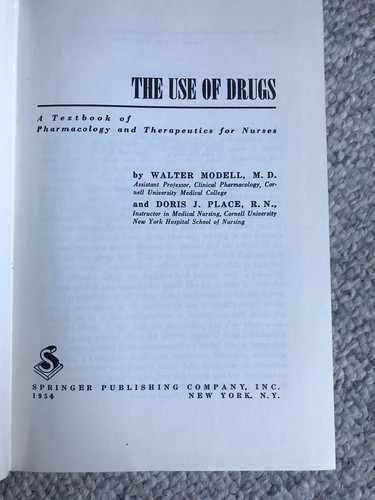 THE USE OF DRUGS
A Textbook of
Pharmacology and Therapeutics for Nurses
by WALTER MODELL, M. D.
Assistant Professor, Clinical Pharmacology, Cor-
nell University Medical College
and DORIS J. PLACE, R. N.,
Instructor in Medical Nursing, Cornell University
New York Hospital School of Nursing
S
SPRINGER PUBLISHING COMPANY, INC.
1954 NEW YORK. N.Y.